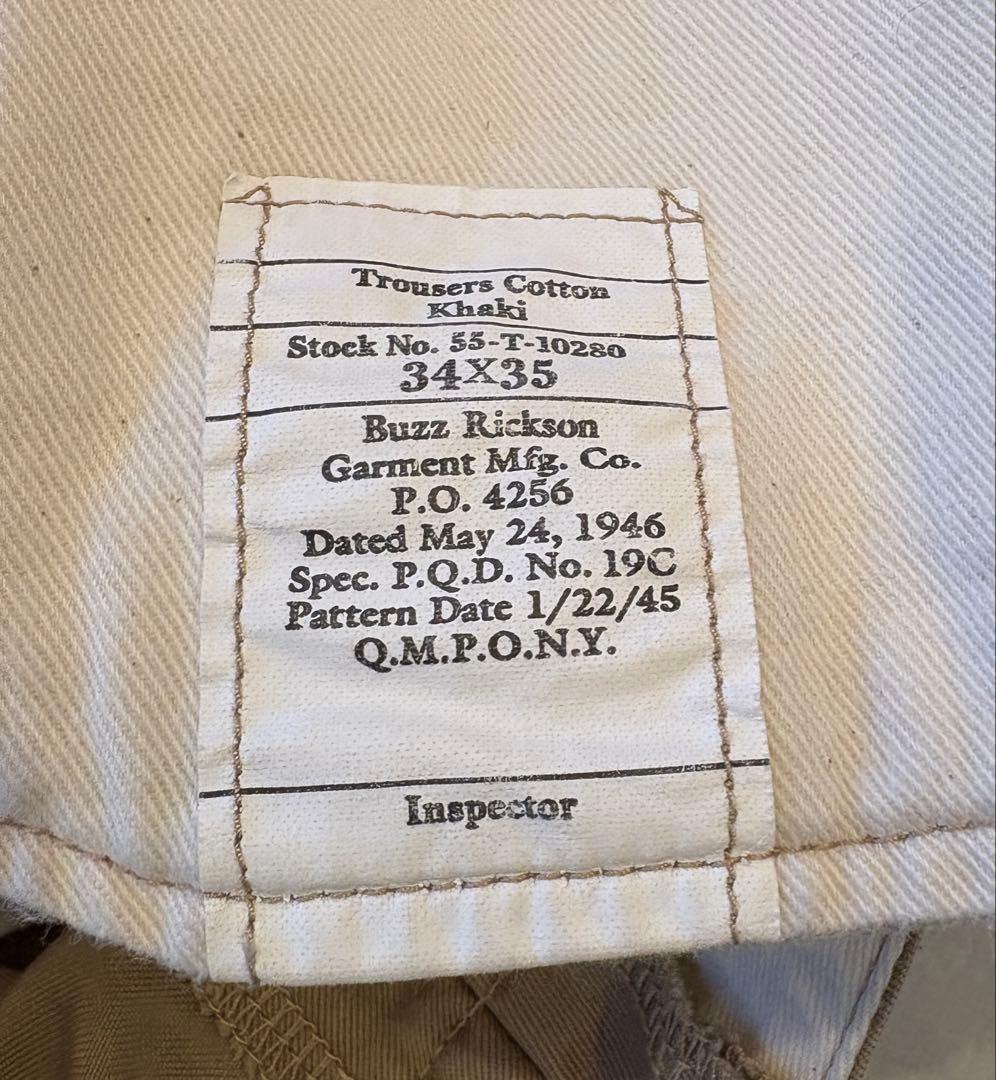 Trousers Cotton
Khaki
Stock No. 55-T-10280
34X35
Buzz Rickson
Garment Mfg. Co.
P.O. 4256
Dated May 24, 1946
Spec. P.Q.D. No. 19C
Pattern Date 1/22/45
Q.M.P.O.N.Y.
Inspector